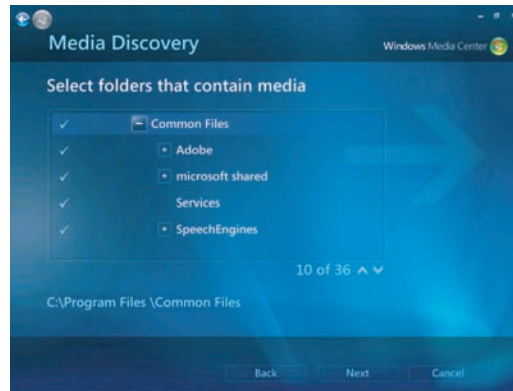 Media Discovery
Windows Media Center
Select folders that contain media
Common Files
Adobe
microsoft shared
Services
SpeechEngines
10 of 36
C:\Program Files \Common Files
Back Next Cancel